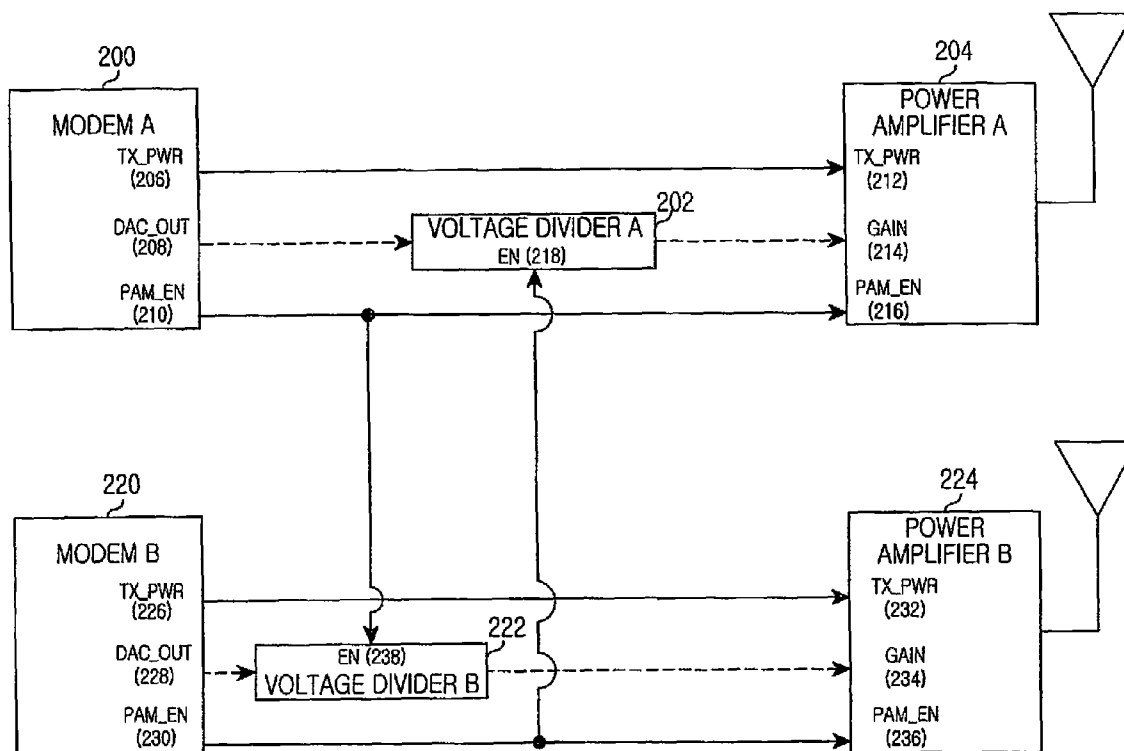 200
MODEM A
TX_PWR
(206)
DAC_OUT
(208)
PAM_EN
(210)
202
VOLTAGE DIVIDER A
EN (218)
204
POWER
AMPLIFIER A
TX_PWR
(212)
GAIN
(214)
PAM_EN
(216)
220
MODEM B
TX_PWR
(226)
DAC_OUT
(228)
PAM_EN
(230)
222
EN (238)
VOLTAGE DIVIDER B
224
POWER
AMPLIFIER B
TX_PWR
(232)
GAIN
(234)
PAM_EN
(236)